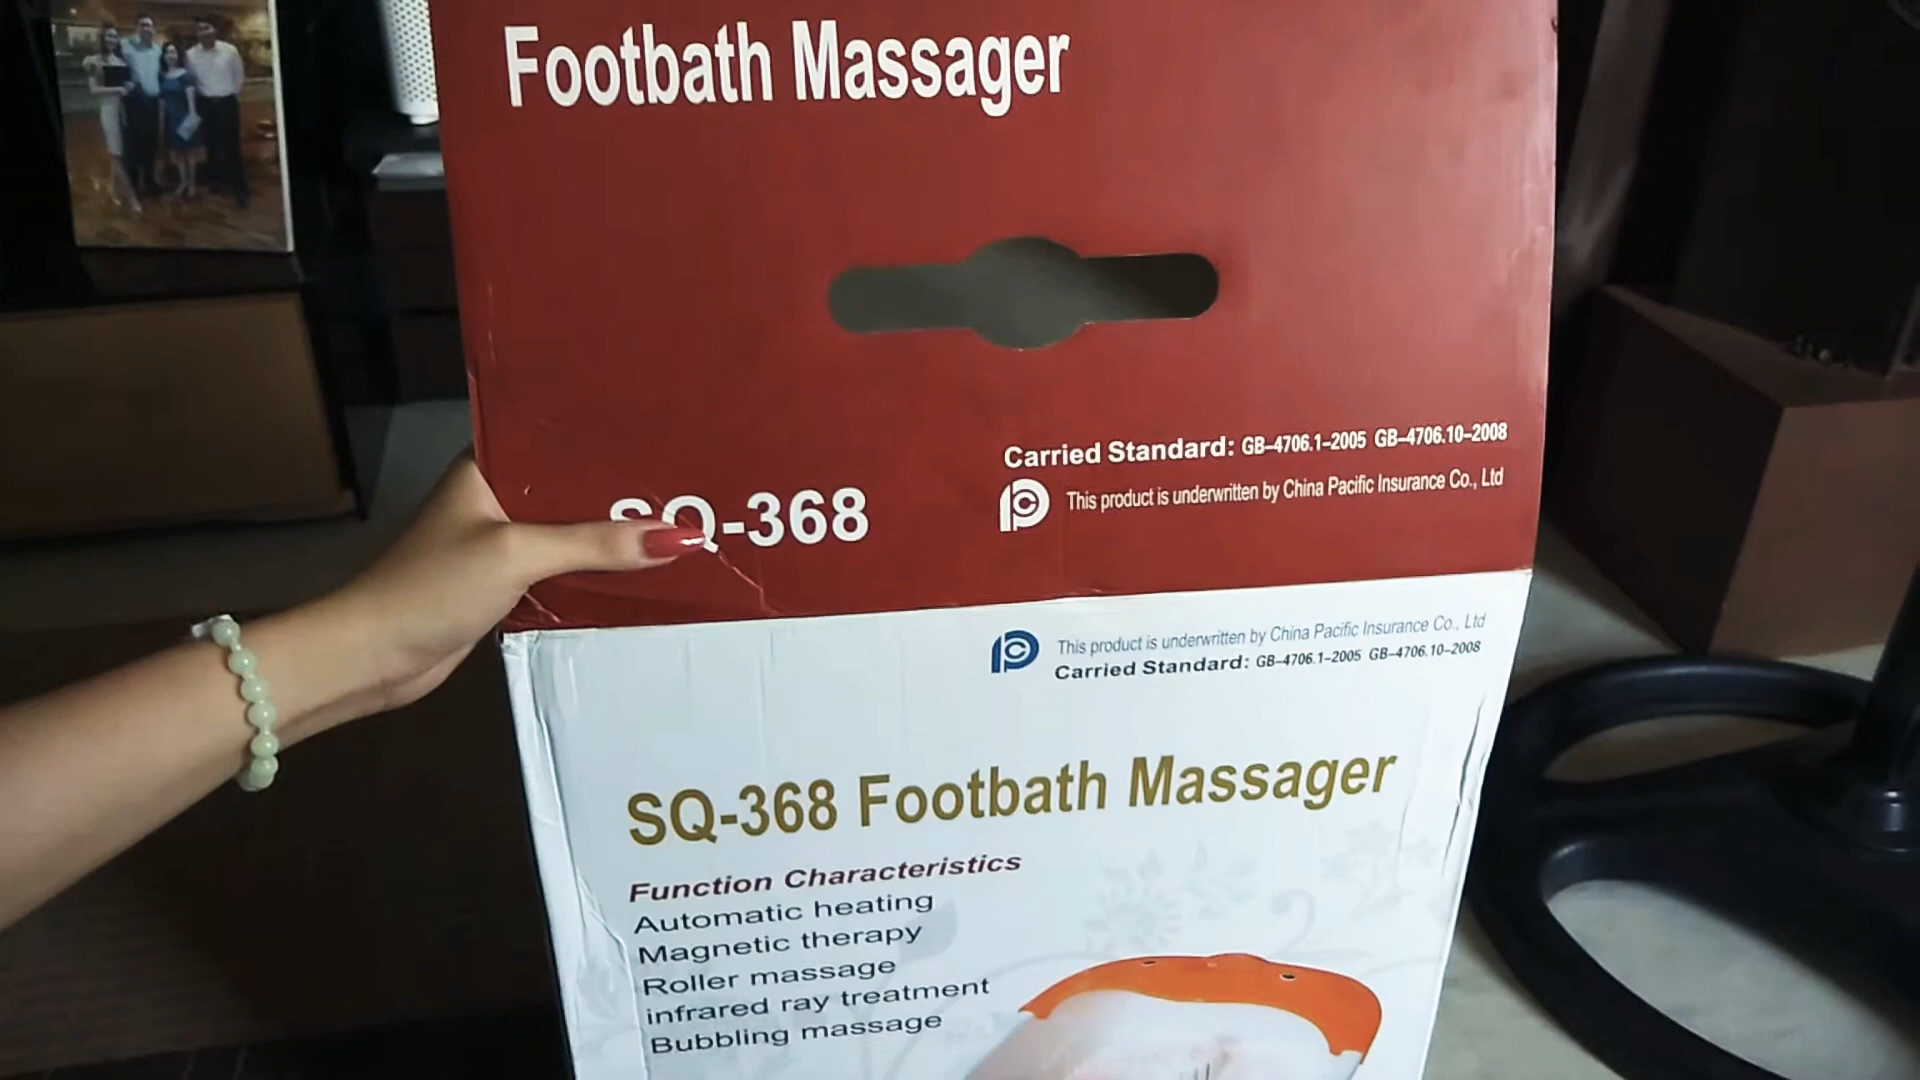 Footbath Massager
Carried Standard: GB-4706.1-2005 GB-4706.10-2008
This product is underwritten by China Pacific Insurance Co., Ltd
SQ-368
This product is underwritten by China Pacific Insurance Co., Ltd
Carried Standard: GB-4706.1-2005 GB-4706.10-2008
SQ-368 Footbath Massager
Function Characteristics
Automatic heating
Magnetic therapy
Roller massage
infrared ray treatment
Bubbling massage